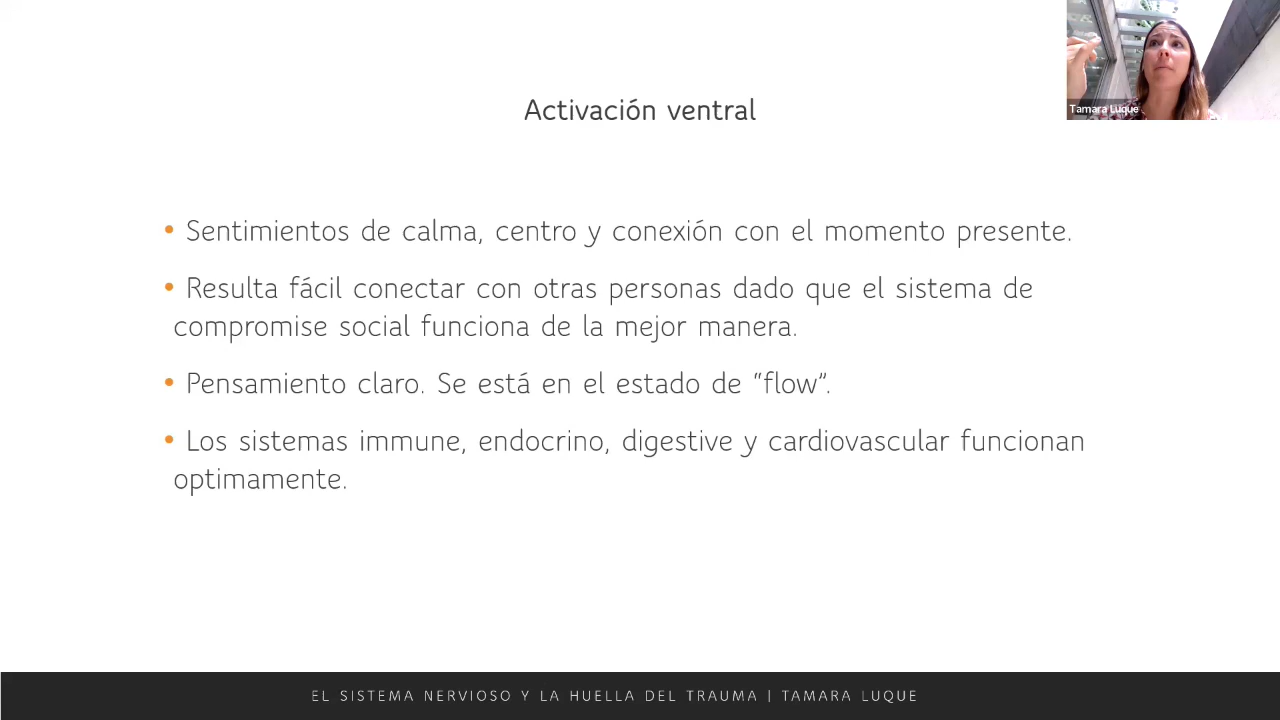 Tamara Luque
Activación ventral
• Sentimientos de calma, centro y conexión con el momento presente.
• Resulta fácil conectar con otras personas dado que el sistema de
compromise social funciona de la mejor manera.
• Pensamiento claro. Se está en el estado de “flow”.
• Los sistemas immune, endocrino, digestive y cardiovascular funcionan
optimamente.
EL SISTEMA NERVIOSO Y LA HUELLA DEL TRAUMA | TAMARA LUQUE